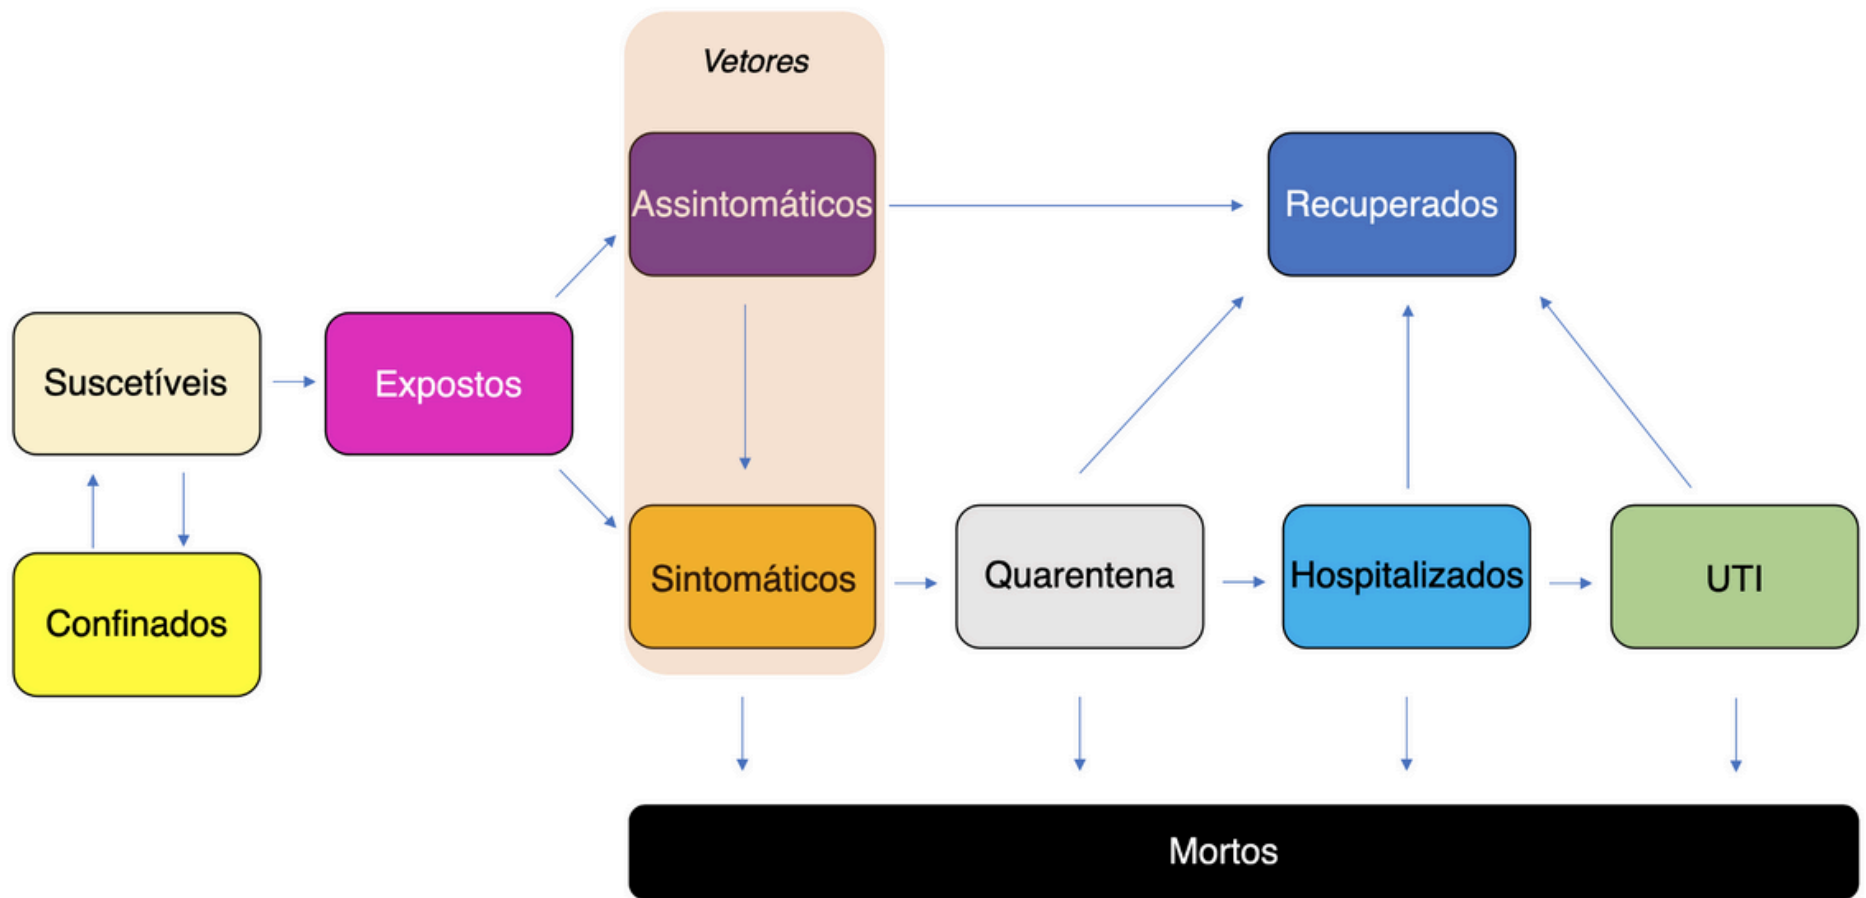 Vetores
Assintomáticos
Recuperados
Suscetíveis
Expostos
Confinados
Sintomáticos
Quarentena
Hospitalizados
UTI
Mortos